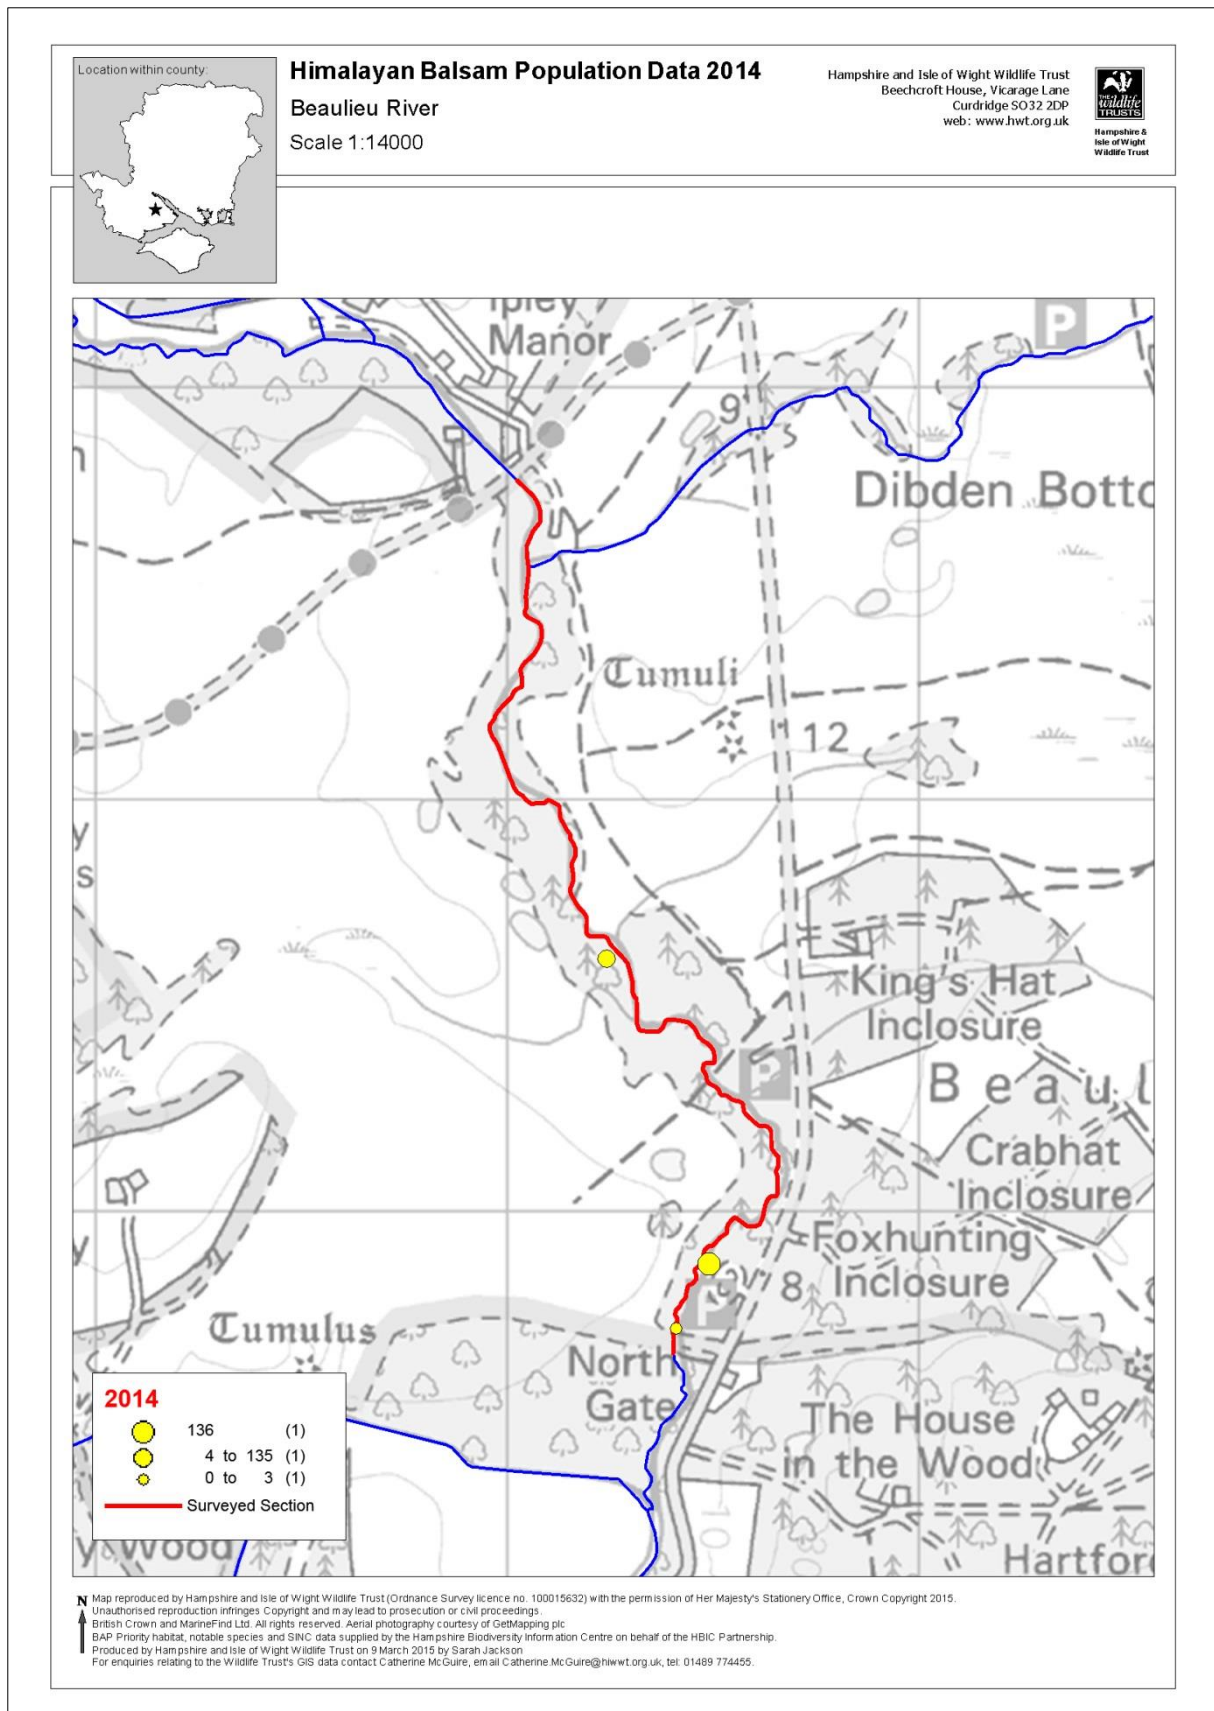 Location within county:
Himalayan Balsam Population Data 2014
Beaulieu River
Scale 1:14000
Hampshire and Isle of Wight Wildlife Trust
Beechcroft House, Vicarage Lane
Curdridge SO32 2DP
web: www.hwt.org.uk
THE
wildlife
TRUSTS
Hampshire &
Isle of Wight
Wildlife Trust
Ipley
Manor
P
9
Dibden Botto
Tumuli
12
y
s
King's Hat
Inclosure
P
Beaul
Crabhat
Inclosure
Foxhunting
Inclosure
8
P
Tumulus
North
Gate
The House
in the Wood
2014
136 (1)
4 to 135 (1)
0 to 3 (1)
Surveyed Section
10
30
y Wood
Hartfor
N
Map reproduced by Hampshire and Isle of Wight Wildlife Trust (Ordnance Survey licence no. 100015632) with the permission of Her Majesty's Stationery Office, Crown Copyright 2015.
Unauthorised reproduction infringes Copyright and may lead to prosecution or civil proceedings.
British Crown and MarineFind Ltd. All rights reserved. Aerial photography courtesy of GetMapping plc
BAP Priority habitat, notable species and SINC data supplied by the Hampshire Biodiversity Information Centre on behalf of the HBIC Partnership.
Produced by Hampshire and Isle of Wight Wildlife Trust on 9 March 2015 by Sarah Jackson
For enquiries relating to the Wildlife Trust's GIS data contact Catherine McGuire, email Catherine.McGuire@hiwwt.org.uk, tel: 01489 774455.